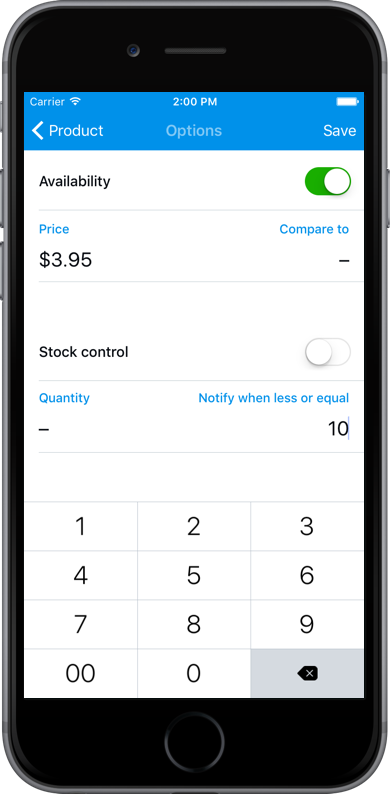 Carrier 2:00 PM
Product Options Save
Availability
Price Compare to
$3.95 –
Stock control
Quantity Notify when less or equal
– 10
1 2 3
4 5 6
7 8 9
00 0